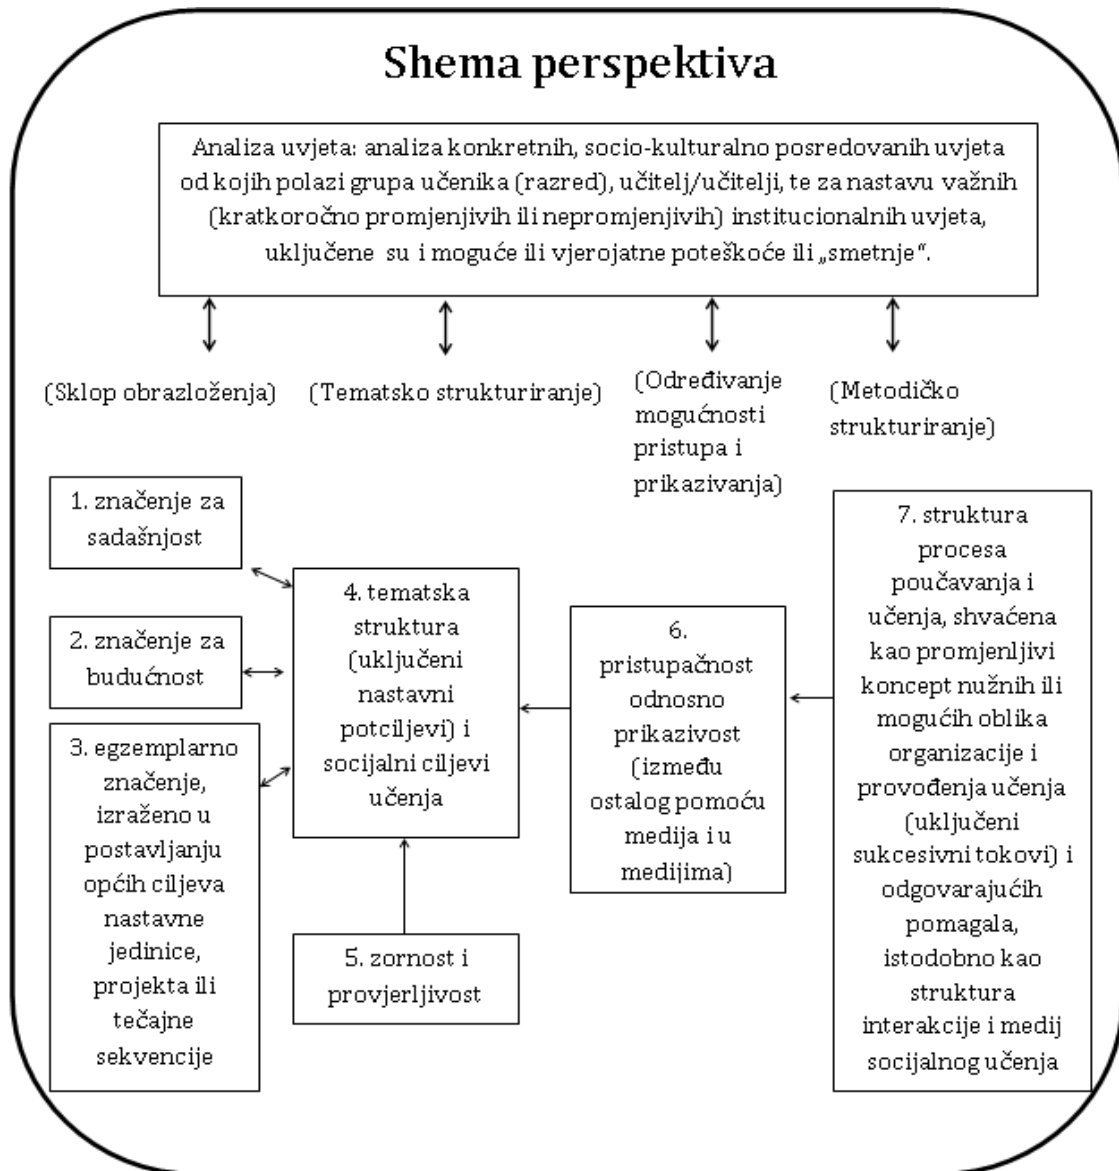 Shema perspektiva
Analiza uvjeta: analiza konkretnih, socio-kulturalno posredovanih uvjeta
od kojih polazi grupa učenika (razred), učitelj/učitelji, te za nastavu važnih
(kratkoročno promjenjivih ili nepromjenjivih) institucionalnih uvjeta,
uključene su i moguće ili vjerojatne poteškoće ili „smetnje“.
(Sklop obrazloženja)
(Tematsko strukturiranje)
(Određivanje
mogućnosti
pristupa i
prikazivanja)
(Metodičko
strukturiranje)
1. značenje za
sadašnjost
2. značenje za
budućnost
3. egzemplarno
značenje,
izraženo u
postavljanju
općih ciljeva
nastavne
jedinice,
projekta ili
tečajne
sekvencije
4. tematska
struktura
(uključeni
nastavni
potciljevi) i
socijalni ciljevi
učenja
5. zornost i
provjerljivost
6.
pristupačnost
odnosno
prikazivost
(između
ostalog pomoću
medija i u
medijima)
7. struktura
procesa
poučavanja i
učenja, shvaćena
kao promjenljivi
koncept nužnih ili
mogućih oblika
organizacije i
provođenja učenja
(uključeni
sukcesivni tokovi) i
odgovarajućih
pomagala,
istodobno kao
struktura
interakcije i medij
socijalnog učenja